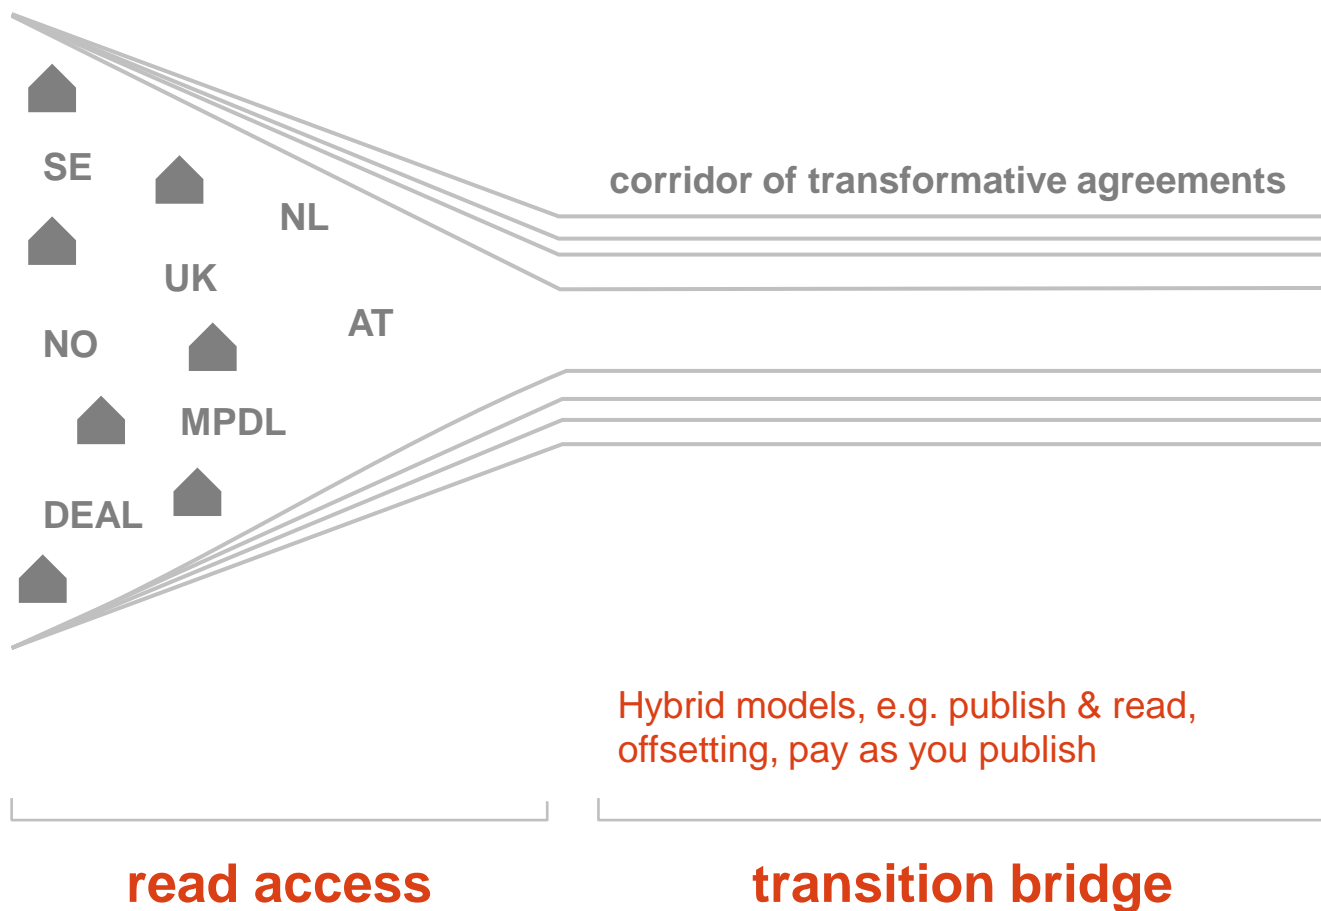 SE
NL
UK
NO
AT
MPDL
DEAL
corridor of transformative agreements
Hybrid models, e.g. publish & read,
offsetting, pay as you publish
read access
transition bridge